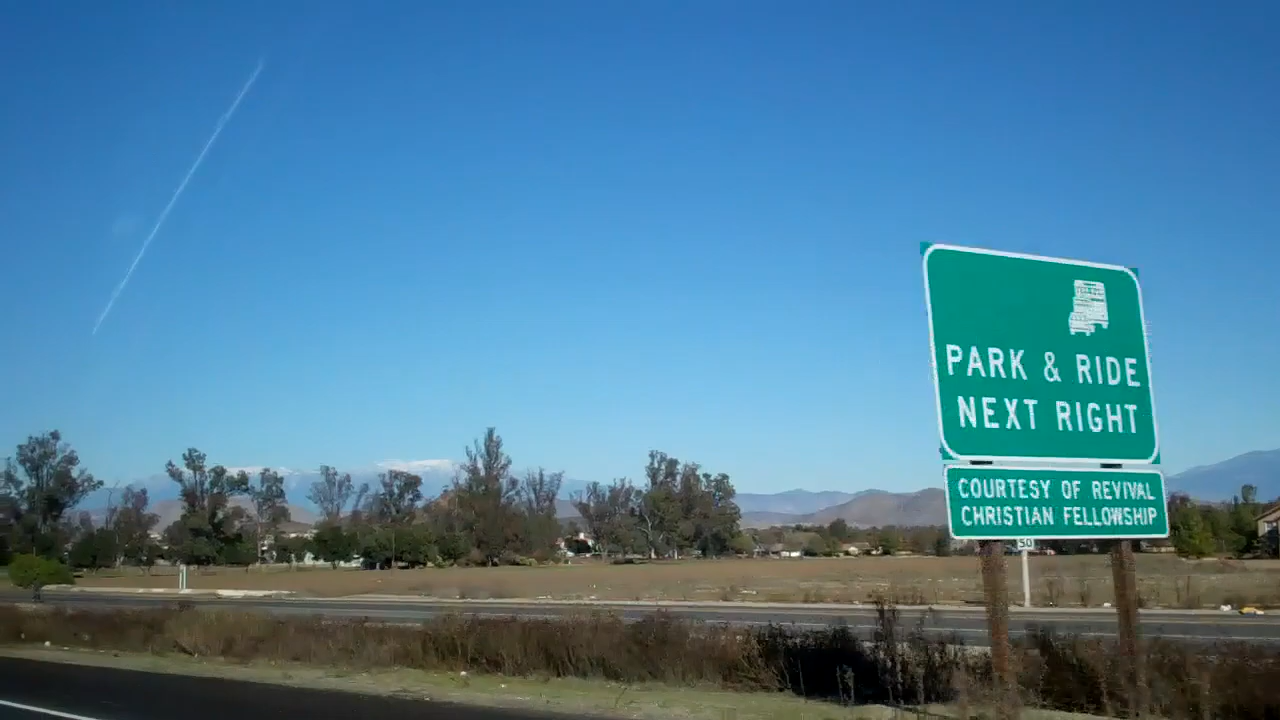 PARK & RIDE
NEXT RIGHT
COURTESY OF REVIVAL
CHRISTIAN FELLOWSHIP
50